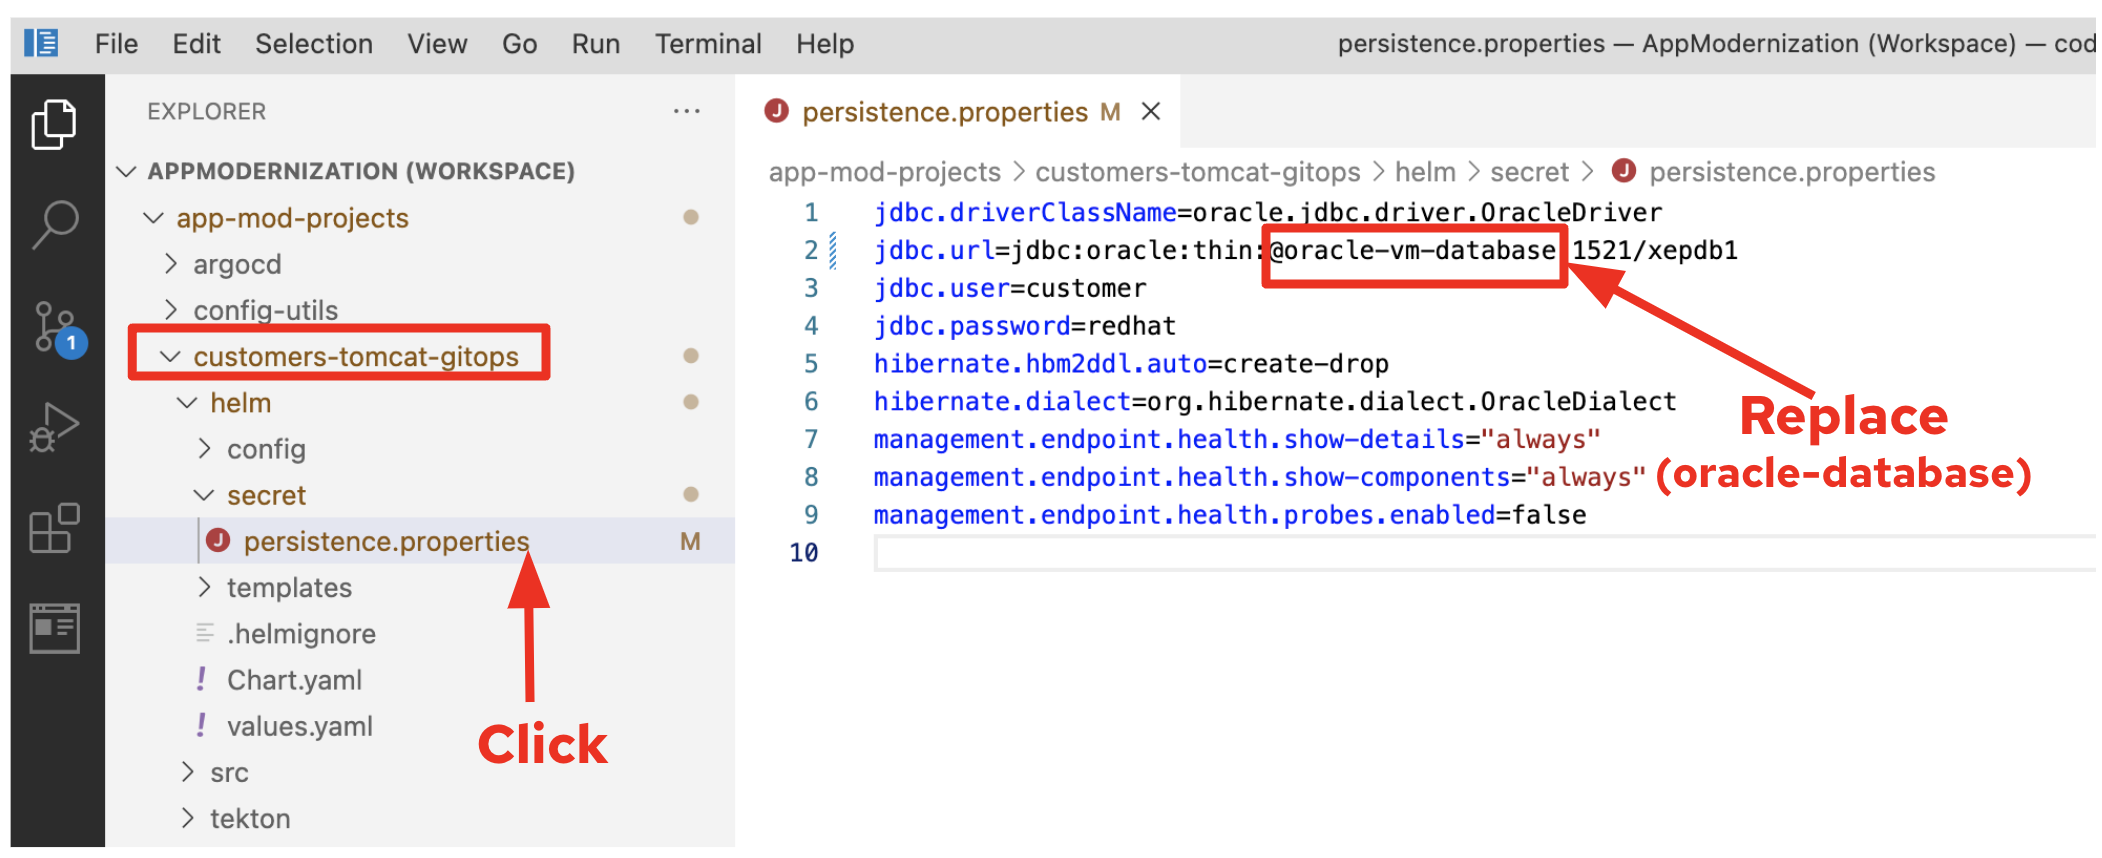 File Edit Selection View Go Run Terminal Help persistence.properties — AppModernization (Workspace) — cod
EXPLORER ···
APPMODERNIZATION (WORKSPACE)
app-mod-projects
argocd
config-utils
customers-tomcat-gitops
helm
config
secret
J persistence.properties M
templates
.helmignore
! Chart.yaml
! values.yaml
src
tekton
1
Click
J persistence.properties M
app-mod-projects > customers-tomcat-gitops > helm > secret > J persistence.properties
1 jdbc.driverClassName=oracle.jdbc.driver.OracleDriver
2 jdbc.url=jdbc:oracle:thin:@oracle-vm-database:1521/xepdb1
3 jdbc.user=customer
4 jdbc.password=redhat
5 hibernate.hbm2ddl.auto=create-drop
6 hibernate.dialect=org.hibernate.dialect.OracleDialect
7 management.endpoint.health.show-details="always"
8 management.endpoint.health.show-components="always"
9 management.endpoint.health.probes.enabled=false
10
Replace
(oracle-database)